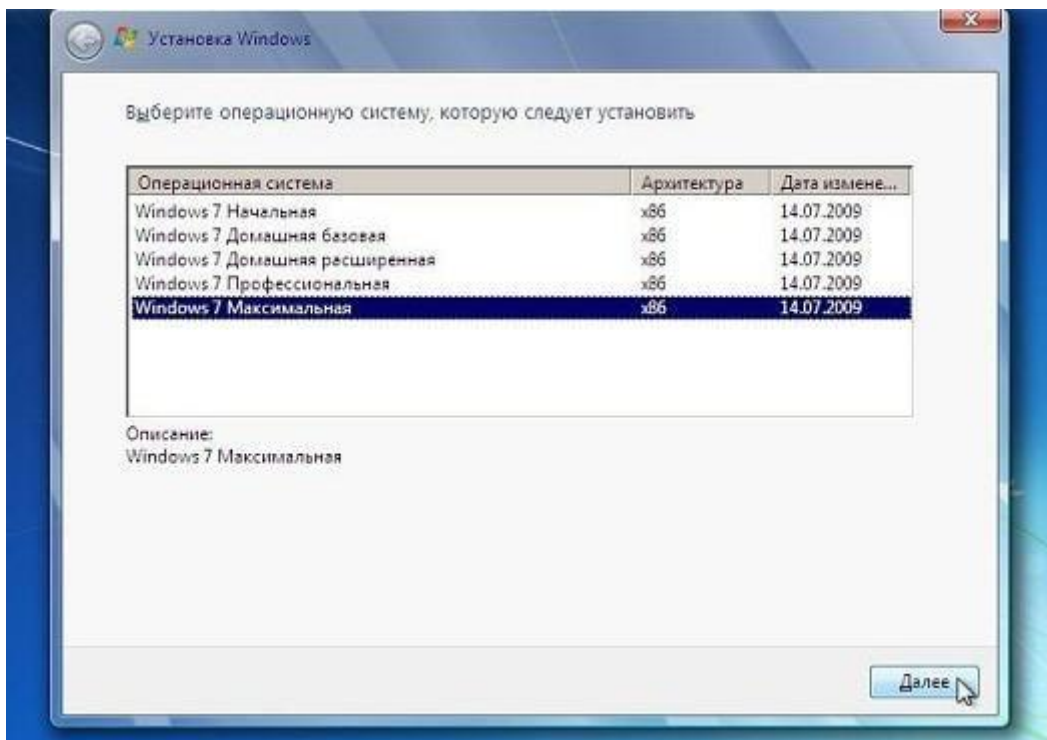 Установка Windows
Выберите операционную систему, которую следует установить
Операционная система Архитектура Дата измене...
Windows 7 Начальная x86 14.07.2009
Windows 7 Домашняя базовая x86 14.07.2009
Windows 7 Домашняя расширенная x86 14.07.2009
Windows 7 Профессиональная x86 14.07.2009
Windows 7 Максимальная x86 14.07.2009
Описание:
Windows 7 Максимальная
Далее